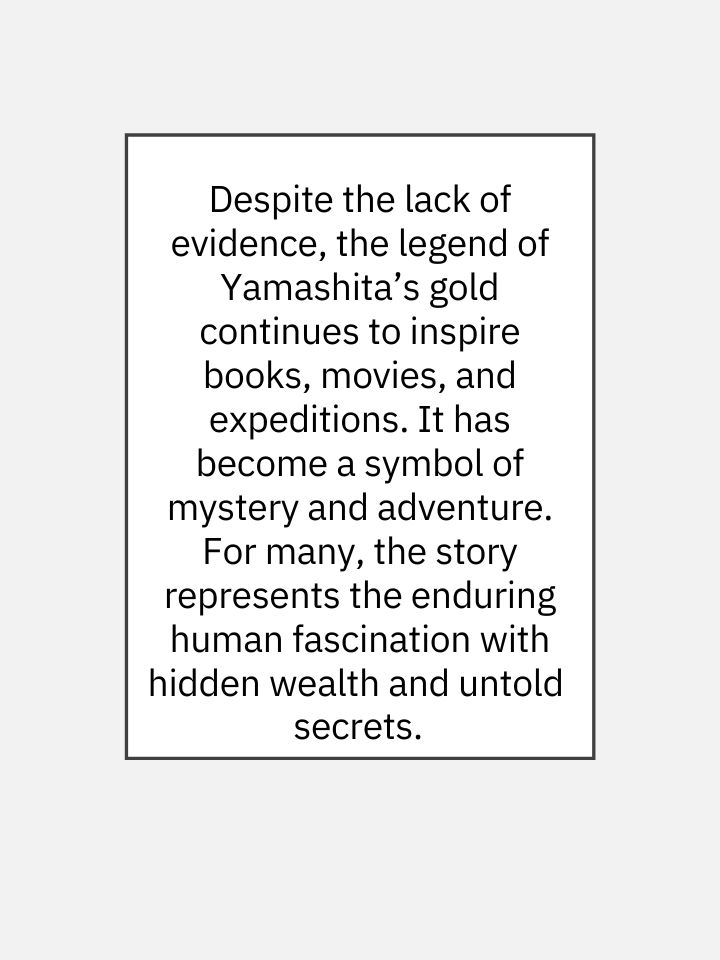 Despite the lack of
evidence, the legend of
Yamashita’s gold
continues to inspire
books, movies, and
expeditions. It has
become a symbol of
mystery and adventure.
For many, the story
represents the enduring
human fascination with
hidden wealth and untold
secrets.